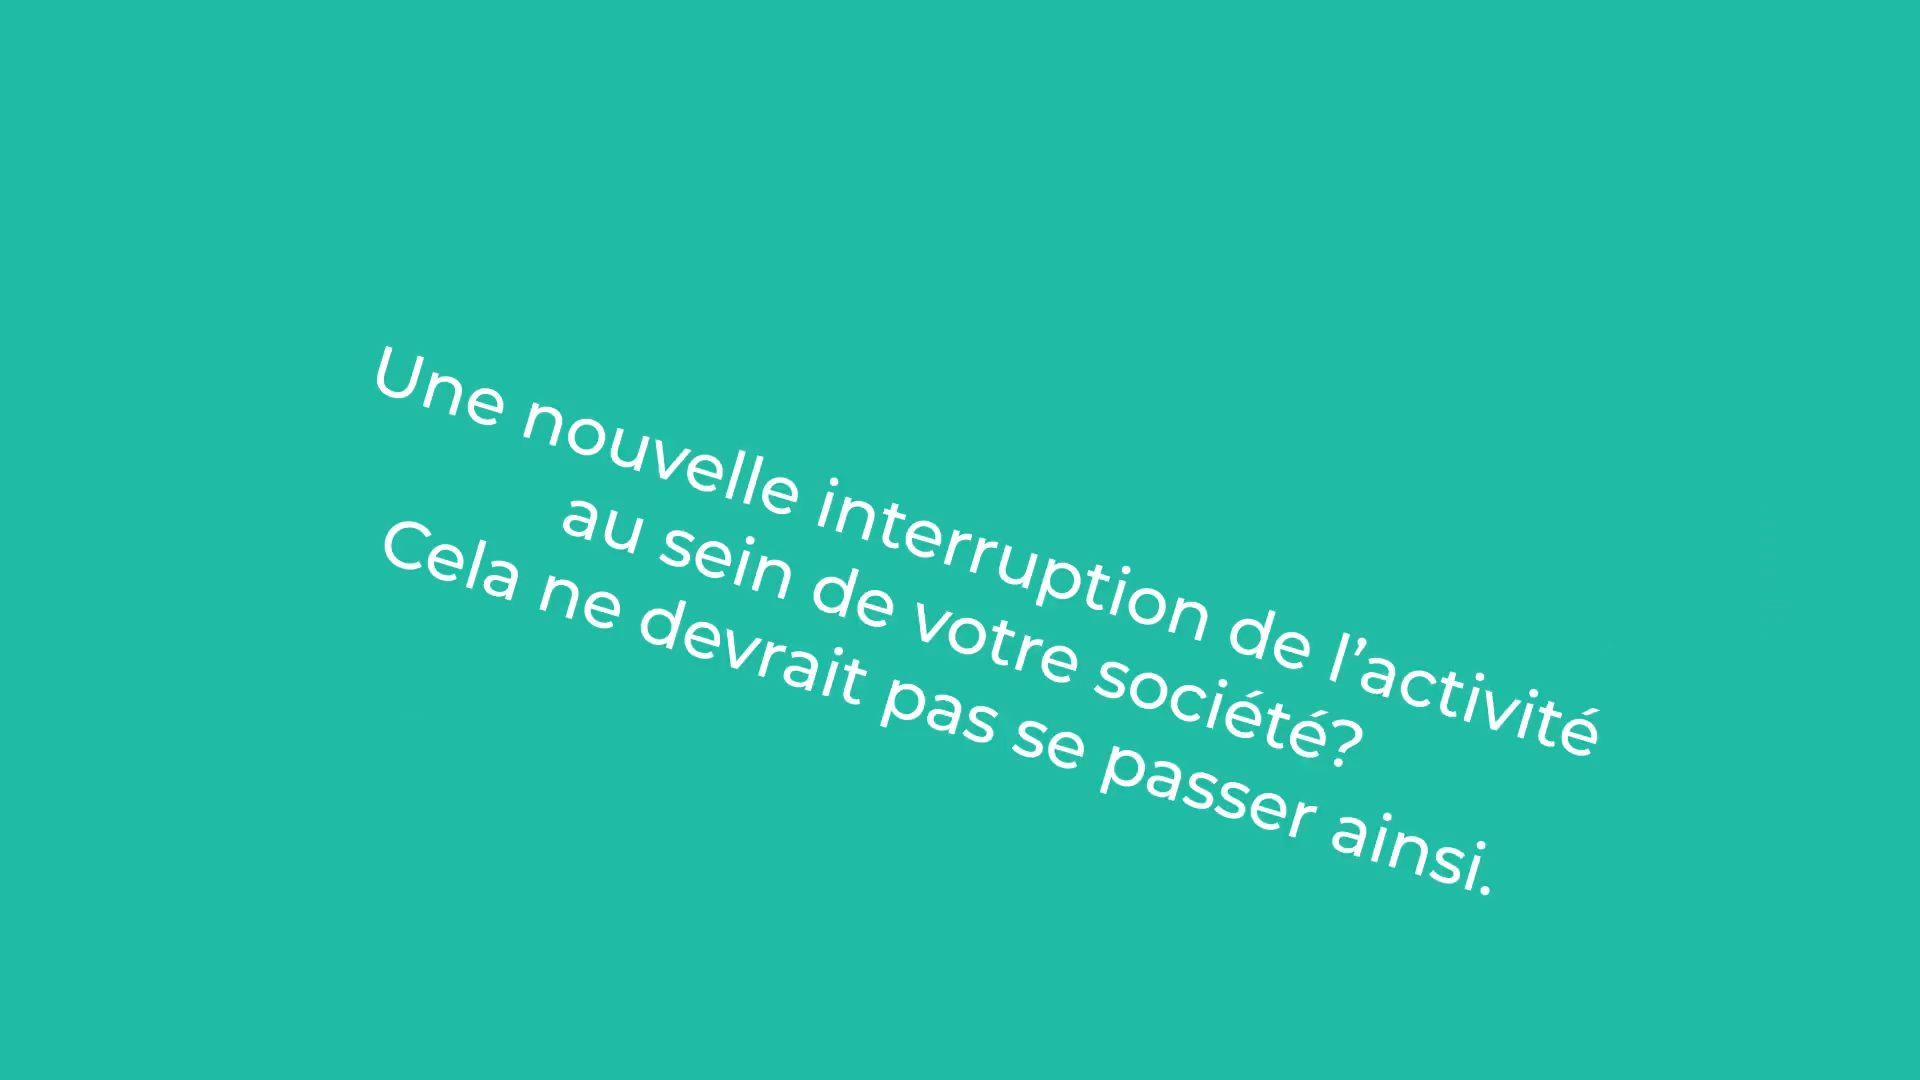 Une nouvelle interruption de l’activité
au sein de votre société?
Cela ne devrait pas se passer ainsi.